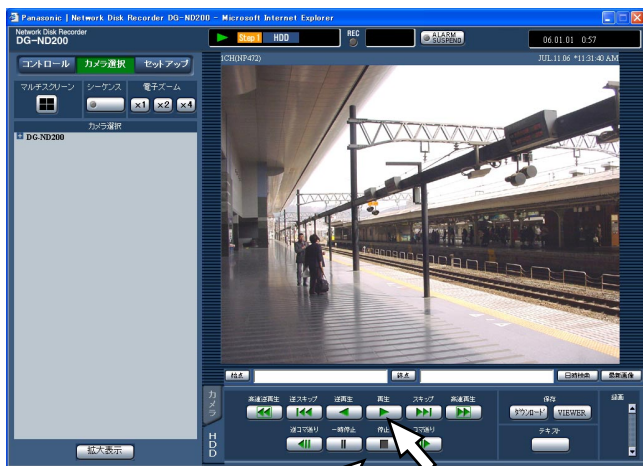 Panasonic | Network Disk Recorder DG-ND200 - Microsoft Internet Explorer
Network Disk Recorder
DG-ND200
Step 1 HDD
REC
ALARM SUSPEND
06.01.01 0:57
コントロール カメラ選択 セットアップ
マルチスクリーン シーケンス 電子ズーム
x1 x2 x4
カメラ選択
DG-ND200
拡大表示
1CH(NP472) JUL.11.06 *11:31:40 AM
始点 終点 日時検索 最新画像
カメラ
HDD
高速逆再生 逆スキップ 逆再生 再生 スキップ 高速再生
逆コマ送り 一時停止 停止 コマ送り
保存
ダウンロード VIEWER
テキスト
録画